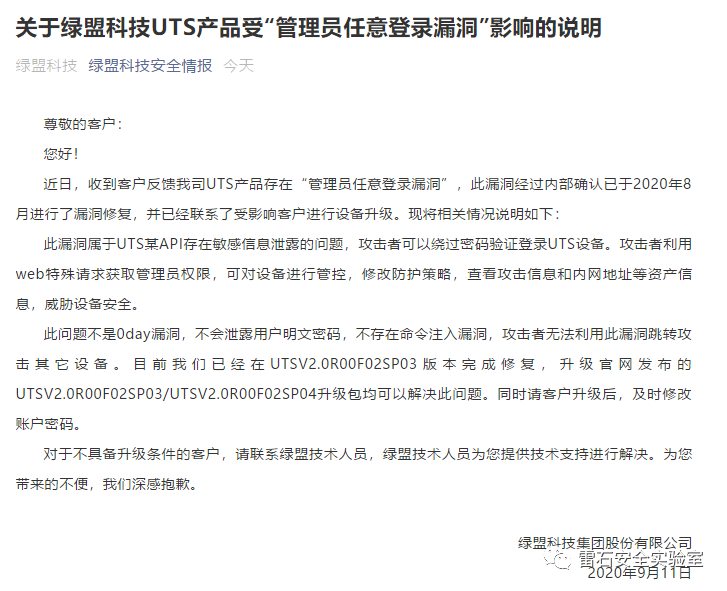 关于绿盟科技UTS产品受“管理员任意登录漏洞”影响的说明
绿盟科技 绿盟科技安全情报 今天
尊敬的客户：
您好！
近日，收到客户反馈我司UTS产品存在“管理员任意登录漏洞”，此漏洞经过内部确认已于2020年8
月进行了漏洞修复，并已经联系了受影响客户进行设备升级。现将相关情况说明如下：
此漏洞属于UTS某API存在敏感信息泄露的问题，攻击者可以绕过密码验证登录UTS设备。攻击者利用
web特殊请求获取管理员权限，可对设备进行管控，修改防护策略，查看攻击信息和内网地址等资产信
息，威胁设备安全。
此问题不是0day漏洞，不会泄露用户明文密码，不存在命令注入漏洞，攻击者无法利用此漏洞跳转攻
击其它设备。目前我们已经在UTSV2.0R00F02SP03版本完成修复，升级官网发布的
UTSV2.0R00F02SP03/UTSV2.0R00F02SP04升级包均可以解决此问题。同时请客户升级后，及时修改
账户密码。
对于不具备升级条件的客户，请联系绿盟技术人员，绿盟技术人员为您提供技术支持进行解决。为您
带来的不便，我们深感抱歉。
绿盟科技集团股份有限公司
雷石安全实验室
2020年9月11日